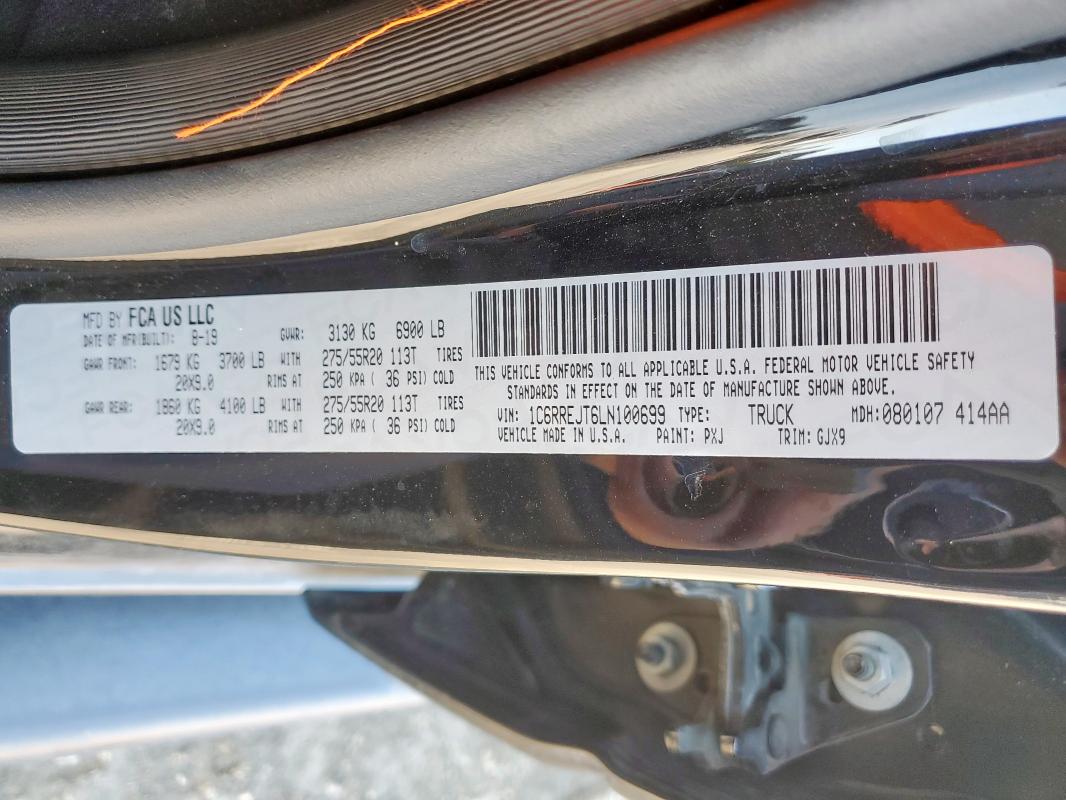 MFD BY FCA US LLC
DATE OF MFR(BUILT): 8-19 GVWR: 3130 KG 6900 LB
GAWR FRONT: 1679 KG 3700 LB WITH 275/55R20 113T TIRES
20X9.0 RIMS AT 250 KPA ( 36 PSI) COLD
GAWR REAR: 1860 KG 4100 LB WITH 275/55R20 113T TIRES
20X9.0 RIMS AT 250 KPA ( 36 PSI) COLD
THIS VEHICLE CONFORMS TO ALL APPLICABLE U.S.A. FEDERAL MOTOR VEHICLE SAFETY
STANDARDS IN EFFECT ON THE DATE OF MANUFACTURE SHOWN ABOVE.
VIN: 1C6RREJT6LN100699 TYPE: TRUCK MDH:080107 414AA
VEHICLE MADE IN U.S.A. PAINT: PXJ TRIM: GJX9